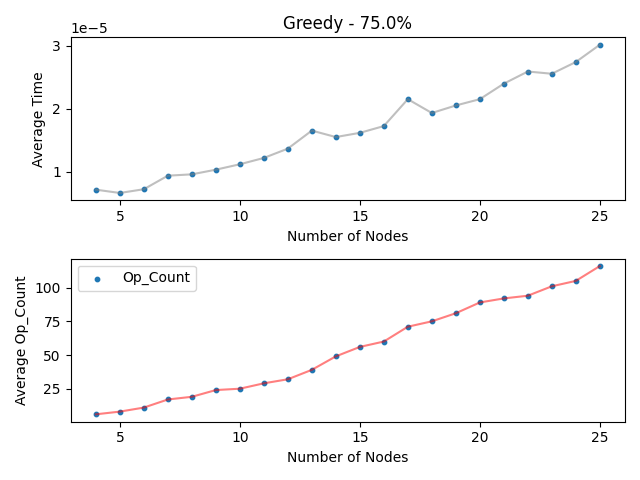 Greedy - 75.0%
1e−5
3
2
1
Average Time
5 10 15 20 25
Number of Nodes
Op_Count
100
75
50
25
Average Op_Count
5 10 15 20 25
Number of Nodes